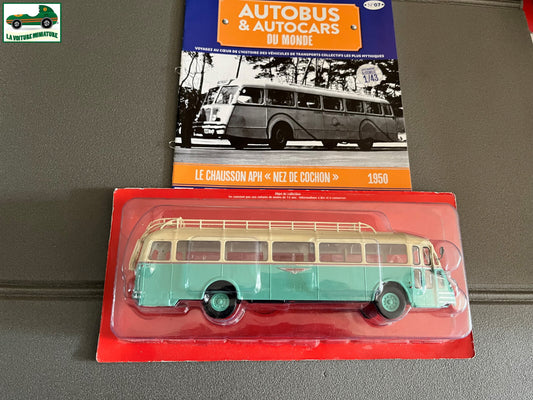 LA VOITURE MINIATURE
AUTOBUS
& AUTOCARS
DU MONDE
N°07
VOYAGEZ AU CŒUR DE L'HISTOIRE DES VÉHICULES DE TRANSPORTS COLLECTIFS LES PLUS MYTHIQUES
1/43
LE CHAUSSON APH « NEZ DE COCHON »
1950